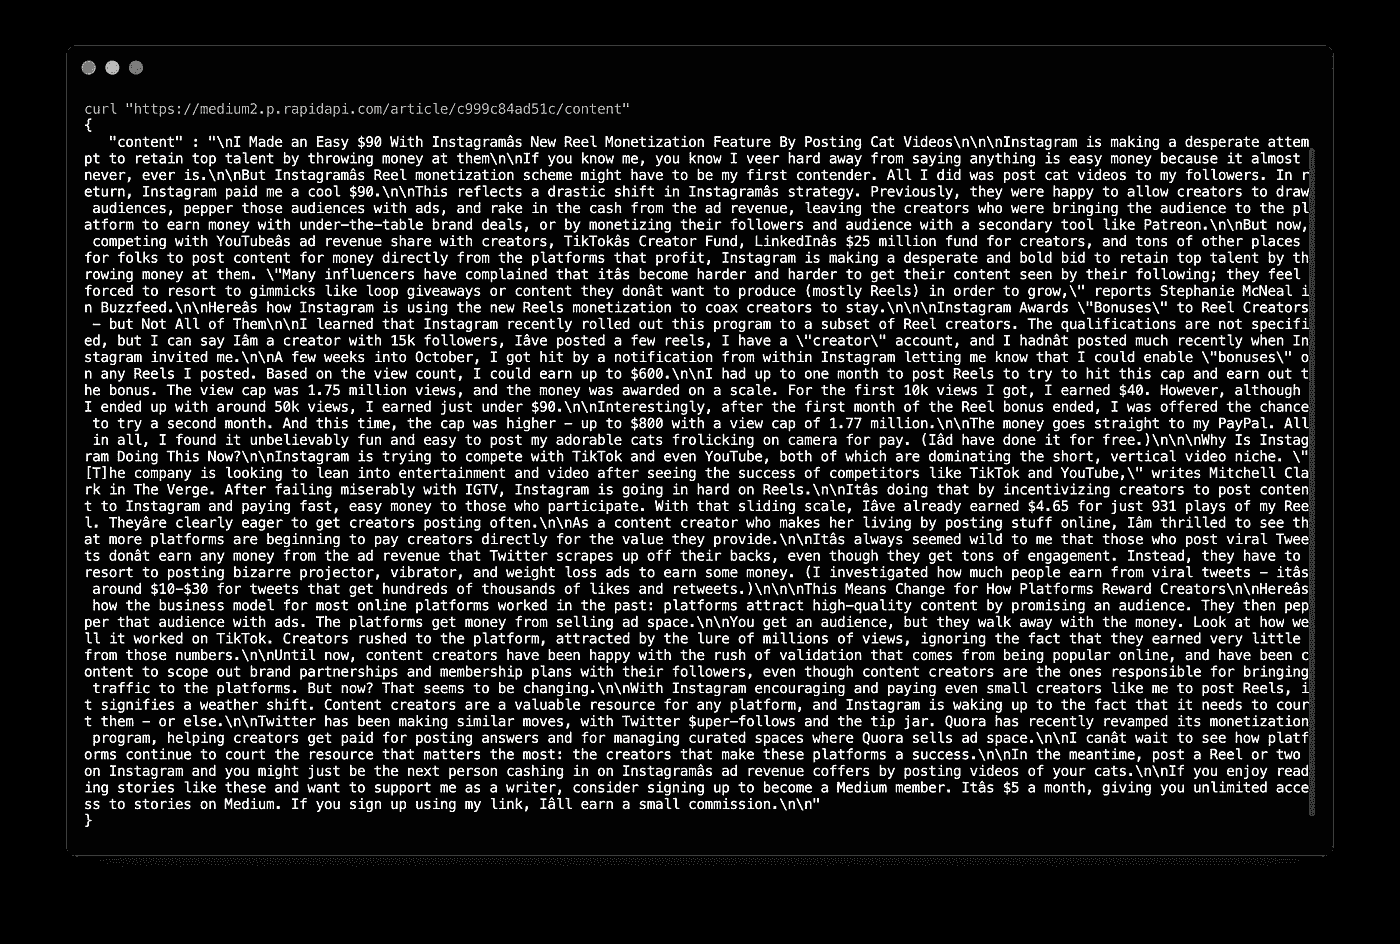 curl "https://medium2.p.rapidapi.com/article/c999c84ad51c/content"
{
"content" : "\nI Made an Easy $90 With Instagramâs New Reel Monetization Feature By Posting Cat Videos\n\n\nInstagram is making a desperate attem
pt to retain top talent by throwing money at them\n\nIf you know me, you know I veer hard away from saying anything is easy money because it almost
never, ever is.\n\nBut Instagramâs Reel monetization scheme might have to be my first contender. All I did was post cat videos to my followers. In r
eturn, Instagram paid me a cool $90.\n\nThis reflects a drastic shift in Instagramâs strategy. Previously, they were happy to allow creators to draw
audiences, pepper those audiences with ads, and rake in the cash from the ad revenue, leaving the creators who were bringing the audience to the pl
atform to earn money with under-the-table brand deals, or by monetizing their followers and audience with a secondary tool like Patreon.\n\nBut now,
competing with YouTubeâs ad revenue share with creators, TikTokâs Creator Fund, LinkedInâs $25 million fund for creators, and tons of other places
for folks to post content for money directly from the platforms that profit, Instagram is making a desperate and bold bid to retain top talent by th
rowing money at them. \"Many influencers have complained that itâs become harder and harder to get their content seen by their following; they feel
forced to resort to gimmicks like loop giveaways or content they donât want to produce (mostly Reels) in order to grow,\" reports Stephanie McNeal i
n Buzzfeed.\n\nHereâs how Instagram is using the new Reels monetization to coax creators to stay.\n\n\nInstagram Awards \"Bonuses\" to Reel Creators
– but Not All of Them\n\nI learned that Instagram recently rolled out this program to a subset of Reel creators. The qualifications are not specifi
ed, but I can say Iâm a creator with 15k followers, Iâve posted a few reels, I have a \"creator\" account, and I hadnât posted much recently when In
stagram invited me.\n\nA few weeks into October, I got hit by a notification from within Instagram letting me know that I could enable \"bonuses\" o
n any Reels I posted. Based on the view count, I could earn up to $600.\n\nI had up to one month to post Reels to try to hit this cap and earn out t
he bonus. The view cap was 1.75 million views, and the money was awarded on a scale. For the first 10k views I got, I earned $40. However, although
I ended up with around 50k views, I earned just under $90.\n\nInterestingly, after the first month of the Reel bonus ended, I was offered the chance
to try a second month. And this time, the cap was higher – up to $800 with a view cap of 1.77 million.\n\nThe money goes straight to my PayPal. All
in all, I found it unbelievably fun and easy to post my adorable cats frolicking on camera for pay. (Iâd have done it for free.)\n\n\nWhy Is Instag
ram Doing This Now?\n\nInstagram is trying to compete with TikTok and even YouTube, both of which are dominating the short, vertical video niche. \"
[T]he company is looking to lean into entertainment and video after seeing the success of competitors like TikTok and YouTube,\" writes Mitchell Cla
rk in The Verge. After failing miserably with IGTV, Instagram is going in hard on Reels.\n\nItâs doing that by incentivizing creators to post conten
t to Instagram and paying fast, easy money to those who participate. With that sliding scale, Iâve already earned $4.65 for just 931 plays of my Ree
l. Theyâre clearly eager to get creators posting often.\n\nAs a content creator who makes her living by posting stuff online, Iâm thrilled to see th
at more platforms are beginning to pay creators directly for the value they provide.\n\nItâs always seemed wild to me that those who post viral Twee
ts donât earn any money from the ad revenue that Twitter scrapes up off their backs, even though they get tons of engagement. Instead, they have to
resort to posting bizarre projector, vibrator, and weight loss ads to earn some money. (I investigated how much people earn from viral tweets – itâs
around $10-$30 for tweets that get hundreds of thousands of likes and retweets.)\n\n\nThis Means Change for How Platforms Reward Creators\n\nHereâs
how the business model for most online platforms worked in the past: platforms attract high-quality content by promising an audience. They then pep
per that audience with ads. The platforms get money from selling ad space.\n\nYou get an audience, but they walk away with the money. Look at how we
ll it worked on TikTok. Creators rushed to the platform, attracted by the lure of millions of views, ignoring the fact that they earned very little
from those numbers.\n\nUntil now, content creators have been happy with the rush of validation that comes from being popular online, and have been c
ontent to scope out brand partnerships and membership plans with their followers, even though content creators are the ones responsible for bringing
traffic to the platforms. But now? That seems to be changing.\n\nWith Instagram encouraging and paying even small creators like me to post Reels, i
t signifies a weather shift. Content creators are a valuable resource for any platform, and Instagram is waking up to the fact that it needs to cour
t them – or else.\n\nTwitter has been making similar moves, with Twitter $uper-follows and the tip jar. Quora has recently revamped its monetization
program, helping creators get paid for posting answers and for managing curated spaces where Quora sells ad space.\n\nI canât wait to see how platf
orms continue to court the resource that matters the most: the creators that make these platforms a success.\n\nIn the meantime, post a Reel or two
on Instagram and you might just be the next person cashing in on Instagramâs ad revenue coffers by posting videos of your cats.\n\nIf you enjoy read
ing stories like these and want to support me as a writer, consider signing up to become a Medium member. Itâs $5 a month, giving you unlimited acce
ss to stories on Medium. If you sign up using my link, Iâll earn a small commission.\n\n"
}